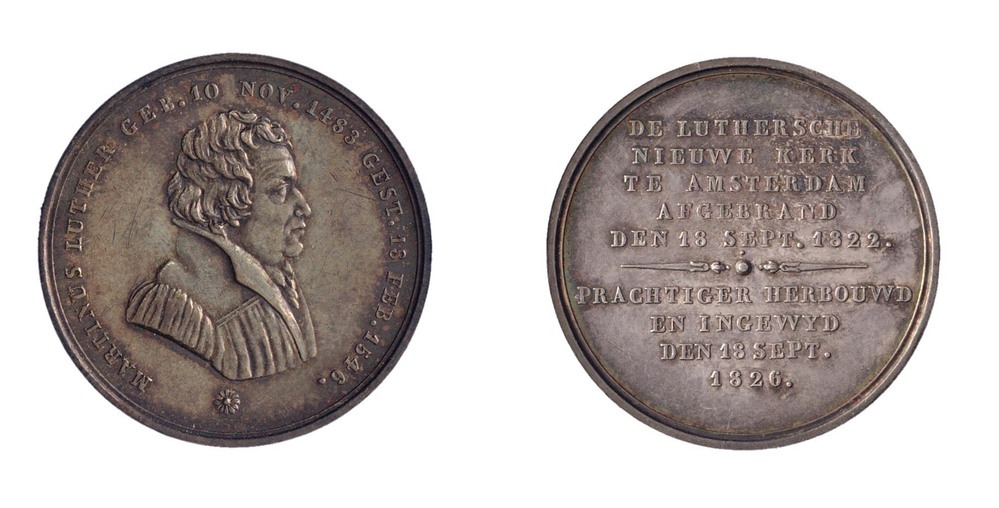 MARTINUS LUTHER GEB. 10 NOV. 1483 GEST. 18 FEB. 1546.
DE LUTHERSCHE
NIEUWE KERK
TE AMSTERDAM
AFGEBRAND
DEN 18 SEPT. 1822.
PRACHTIGER HERBOUWD
EN INGEWYD
DEN 18 SEPT.
1826.